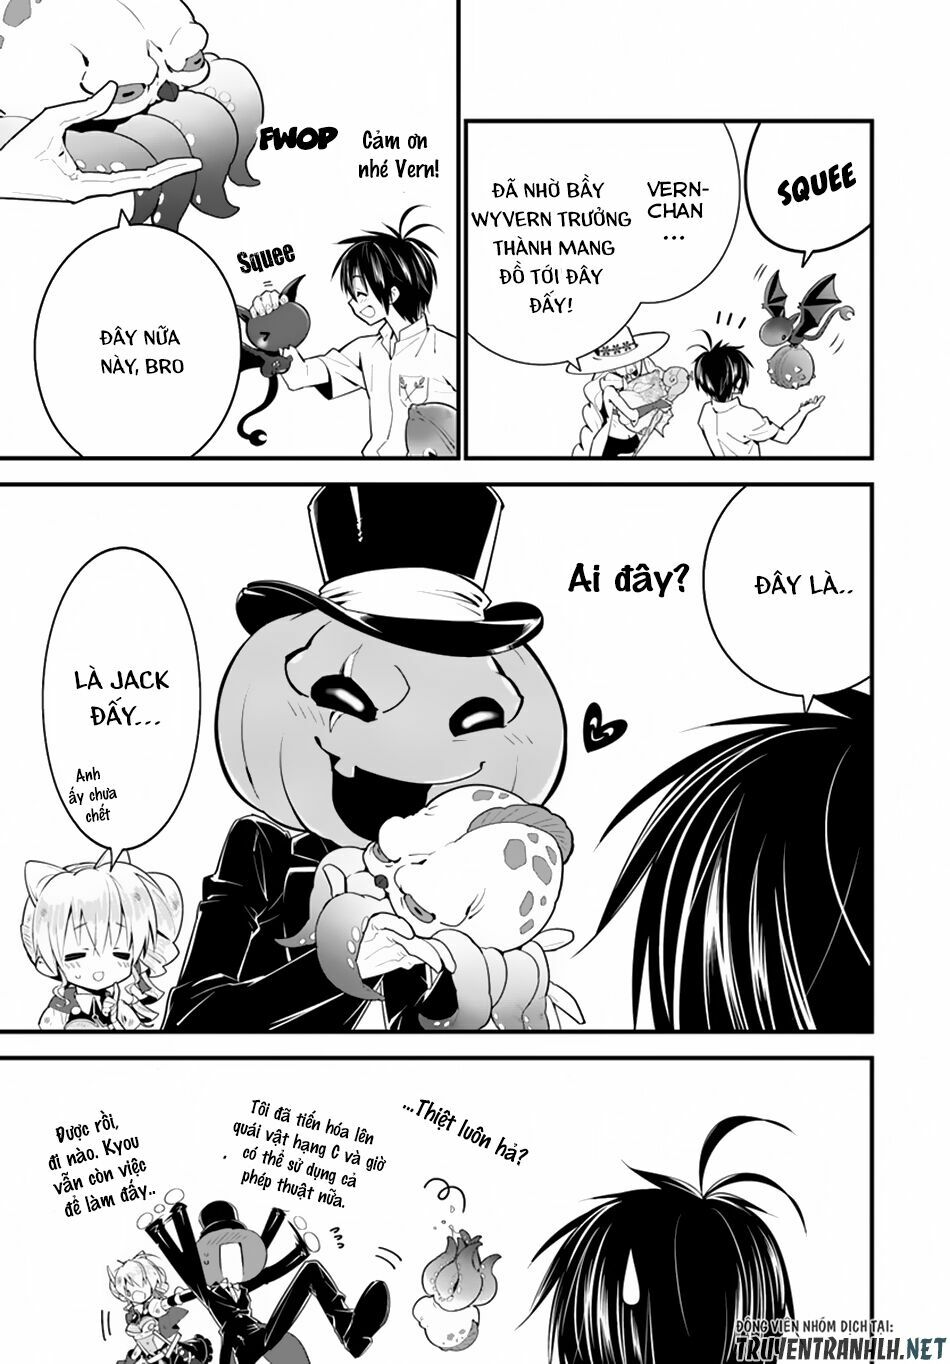 SQUEE
VERN-
CHAN
...
ĐÃ NHỜ BẦY
WYVERN TRƯỞNG
THÀNH MANG
ĐỒ TỚI ĐÂY
ĐẤY!
FWOP
Cảm ơn
nhé Vern!
Squee
ĐÂY NỮA
NÀY, BRO
ĐÂY LÀ..
Ai đây?
LÀ JACK
ĐẤY...
Anh
ấy chưa
chết
...Thiệt luôn hả?
Tôi đã tiến hóa lên
quái vật hạng C và giờ
có thể sử dụng cả
phép thuật nữa.
Được rồi,
đi nào. Kyou
vẫn còn việc
để làm đấy..
ĐỘNG VIÊN NHÓM DỊCH TẠI:
TRUYENTRANHLH.NET